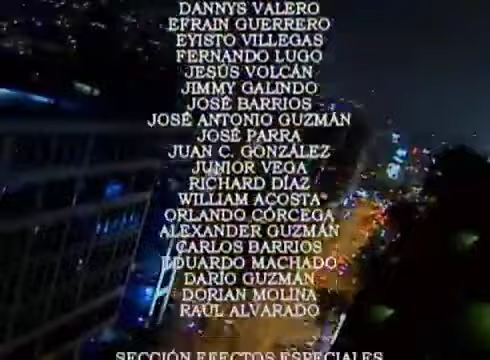 DANNYS VALERO
EFRAIN GUERRERO
EYISTO VILLEGAS
FERNANDO LUGO
JESÚS VOLCÁN
JIMMY GALINDO
JOSÉ BARRIOS
JOSÉ ANTONIO GUZMÁN
JOSÉ PARRA
JUAN C. GONZÁLEZ
JUNIOR VEGA
RICHARD DÍAZ
WILLIAM ACOSTA
ORLANDO CÓRCEGA
ALEXANDER GUZMÁN
CARLOS BARRIOS
EDUARDO MACHADO
DARÍO GUZMÁN
DORIAN MOLINA
RAÚL ALVARADO
SECCIÓN EFECTOS ESPECIALES